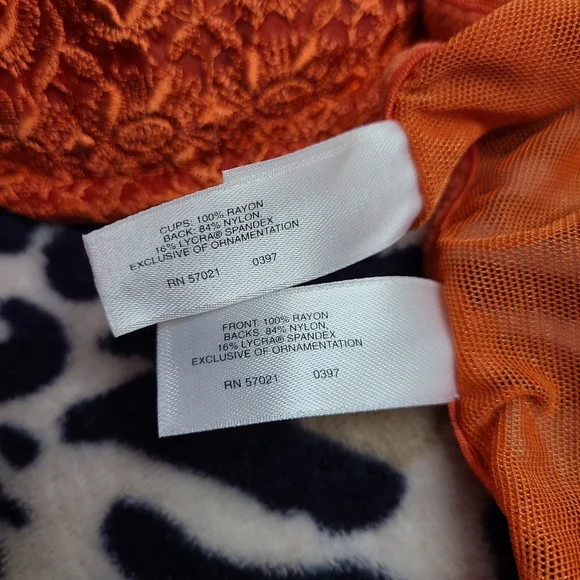 CUPS: 100% RAYON
BACK: 84% NYLON,
16% LYCRA® SPANDEX
EXCLUSIVE OF ORNAMENTATION
RN 57021 0397
FRONT: 100% RAYON
BACKS: 84% NYLON,
16% LYCRA® SPANDEX
EXCLUSIVE OF ORNAMENTATION
RN 57021 0397